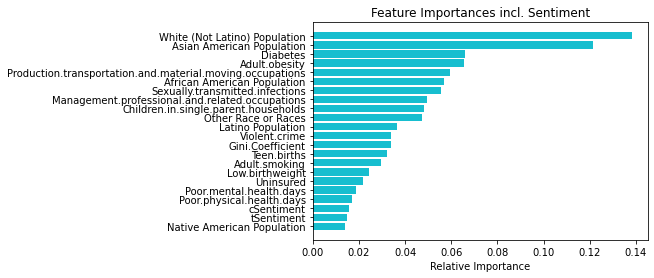 Feature Importances incl. Sentiment
White (Not Latino) Population
Asian American Population
Diabetes
Adult.obesity
Production.transportation.and.material.moving.occupations
African American Population
Sexually.transmitted.infections
Management.professional.and.related.occupations
Children.in.single.parent.households
Other Race or Races
Latino Population
Violent.crime
Gini.Coefficient
Teen.births
Adult.smoking
Low.birthweight
Uninsured
Poor.mental.health.days
Poor.physical.health.days
cSentiment
tSentiment
Native American Population
0.00 0.02 0.04 0.06 0.08 0.10 0.12 0.14
Relative Importance